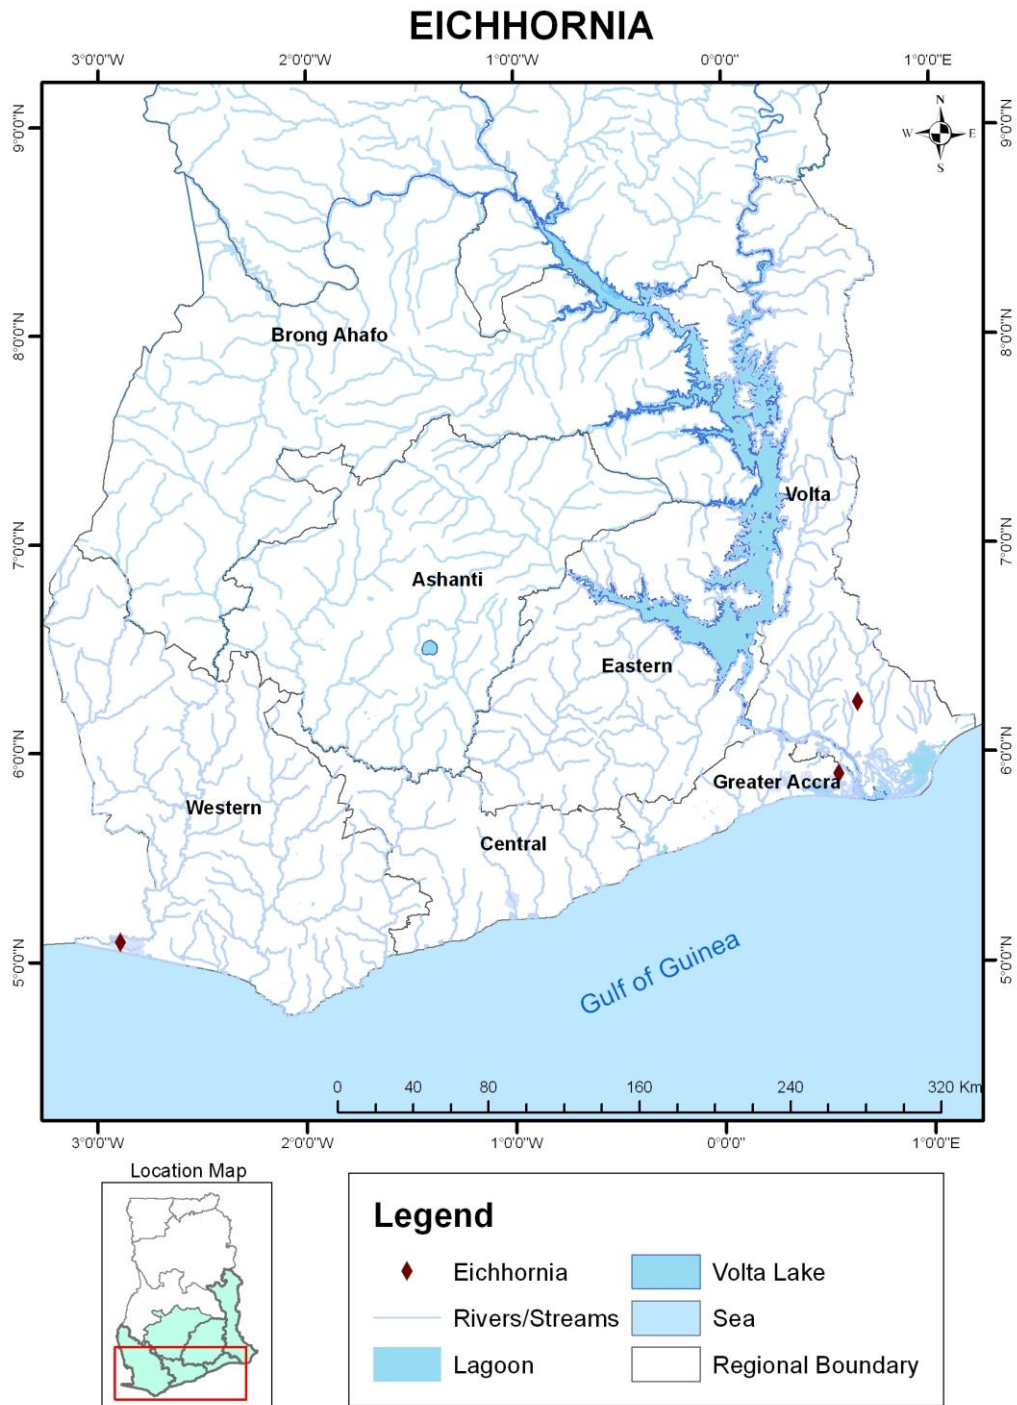 EICHHORNIA
3°0'0"W 2°0'0"W 1°0'0"W 0°0'0" 1°0'0"E
9°0'0"N 9°0'0"N
N
W E
S
Brong Ahafo
8°0'0"N 8°0'0"N
Volta
7°0'0"N 7°0'0"N
Ashanti
Eastern
6°0'0"N 6°0'0"N
Greater Accra
Western
Central
5°0'0"N 5°0'0"N
Gulf of Guinea
0 40 80 160 240 320 Km
3°0'0"W 2°0'0"W 1°0'0"W 0°0'0" 1°0'0"E
Location Map
Legend
Eichhornia
Volta Lake
Rivers/Streams
Sea
Lagoon
Regional Boundary